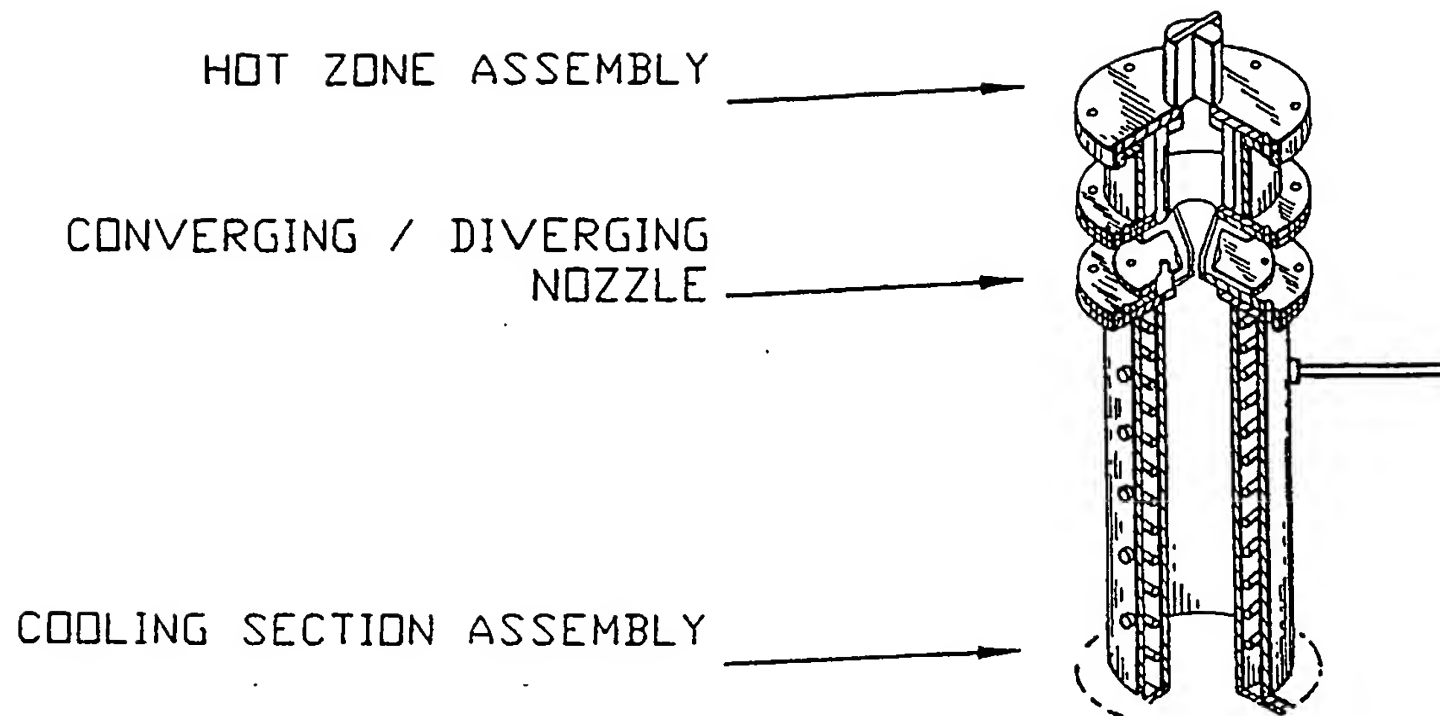 HOT ZONE ASSEMBLY
CONVERGING / DIVERGING
NOZZLE
COOLING SECTION ASSEMBLY